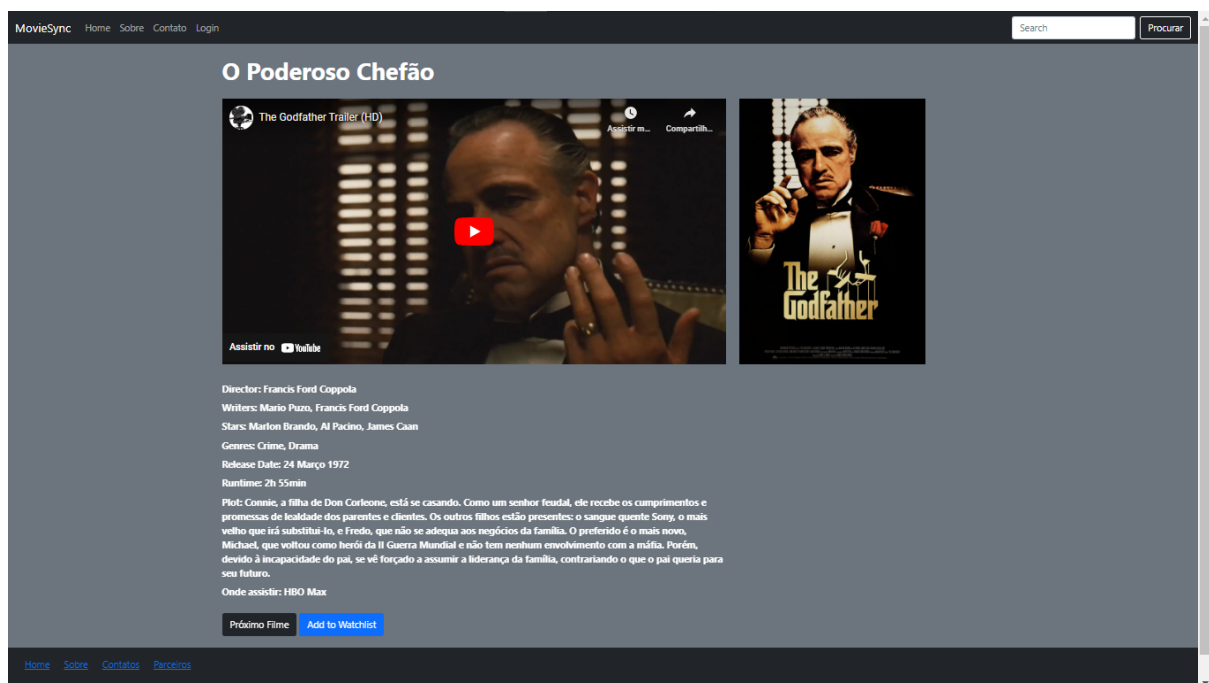 MovieSync Home Sobre Contato Login Search Procurar
O Poderoso Chefão
The Godfather Trailer (HD)
Assistir m... Compartilh...
The
Godfather
Assistir no YouTube
Director: Francis Ford Coppola
Writers: Mario Puzo, Francis Ford Coppola
Stars: Marlon Brando, Al Pacino, James Caan
Genres: Crime, Drama
Release Date: 24 Março 1972
Runtime: 2h 55min
Plot: Connie, a filha de Don Corleone, está se casando. Como um senhor feudal, ele recebe os cumprimentos e
promessas de lealdade dos parentes e clientes. Os outros filhos estão presentes: o sangue quente Sony, o mais
velho que irá substitui-lo, e Fredo, que não se adequa aos negócios da família. O preferido é o mais novo,
Michael, que voltou como herói da II Guerra Mundial e não tem nenhum envolvimento com a máfia. Porém,
devido à incapacidade do pai, se vê forçado a assumir a liderança da família, contrariando o que o pai queria para
seu futuro.
Onde assistir: HBO Max
Próximo Filme Add to Watchlist
Home Sobre Contatos Parceiros